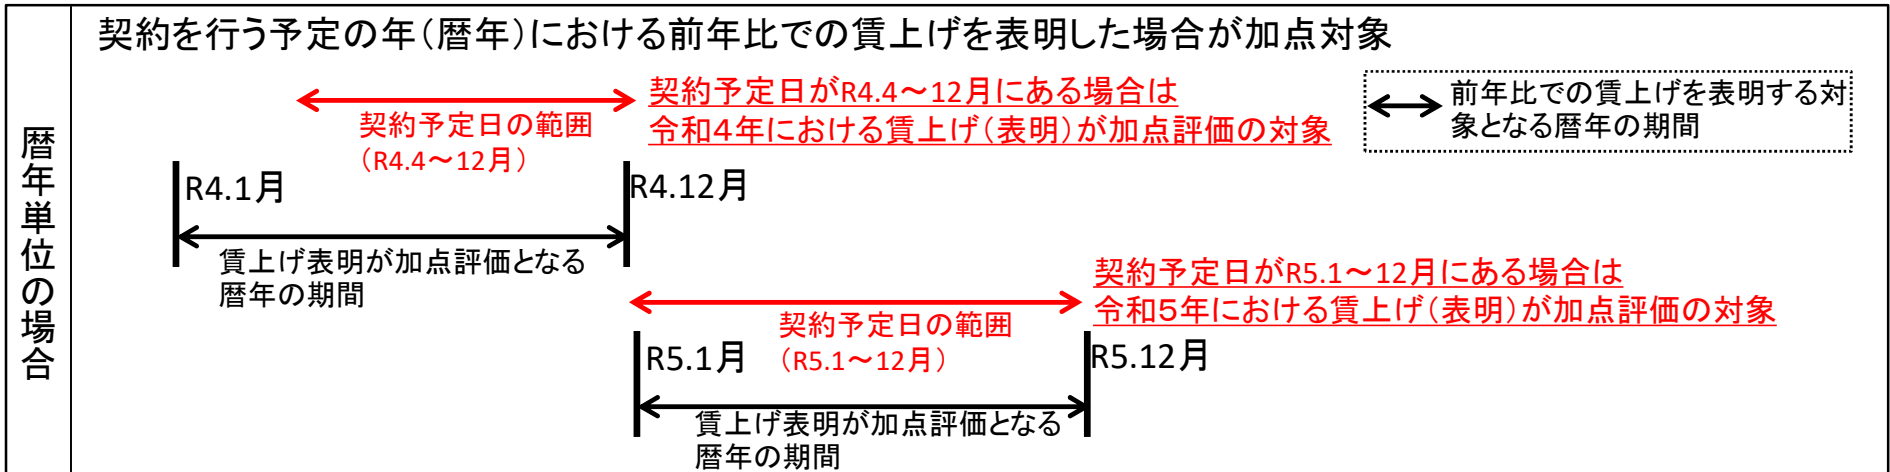 暦年単位の場合
契約を行う予定の年（暦年）における前年比での賃上げを表明した場合が加点対象
契約予定日がR4.4～12月にある場合は
令和４年における賃上げ（表明）が加点評価の対象
前年比での賃上げを表明する対
象となる暦年の期間
契約予定日の範囲
（R4.4～12月）
R4.1月
R4.12月
賃上げ表明が加点評価となる
暦年の期間
契約予定日がR5.1～12月にある場合は
令和５年における賃上げ（表明）が加点評価の対象
契約予定日の範囲
（R5.1～12月）
R5.1月
R5.12月
賃上げ表明が加点評価となる
暦年の期間